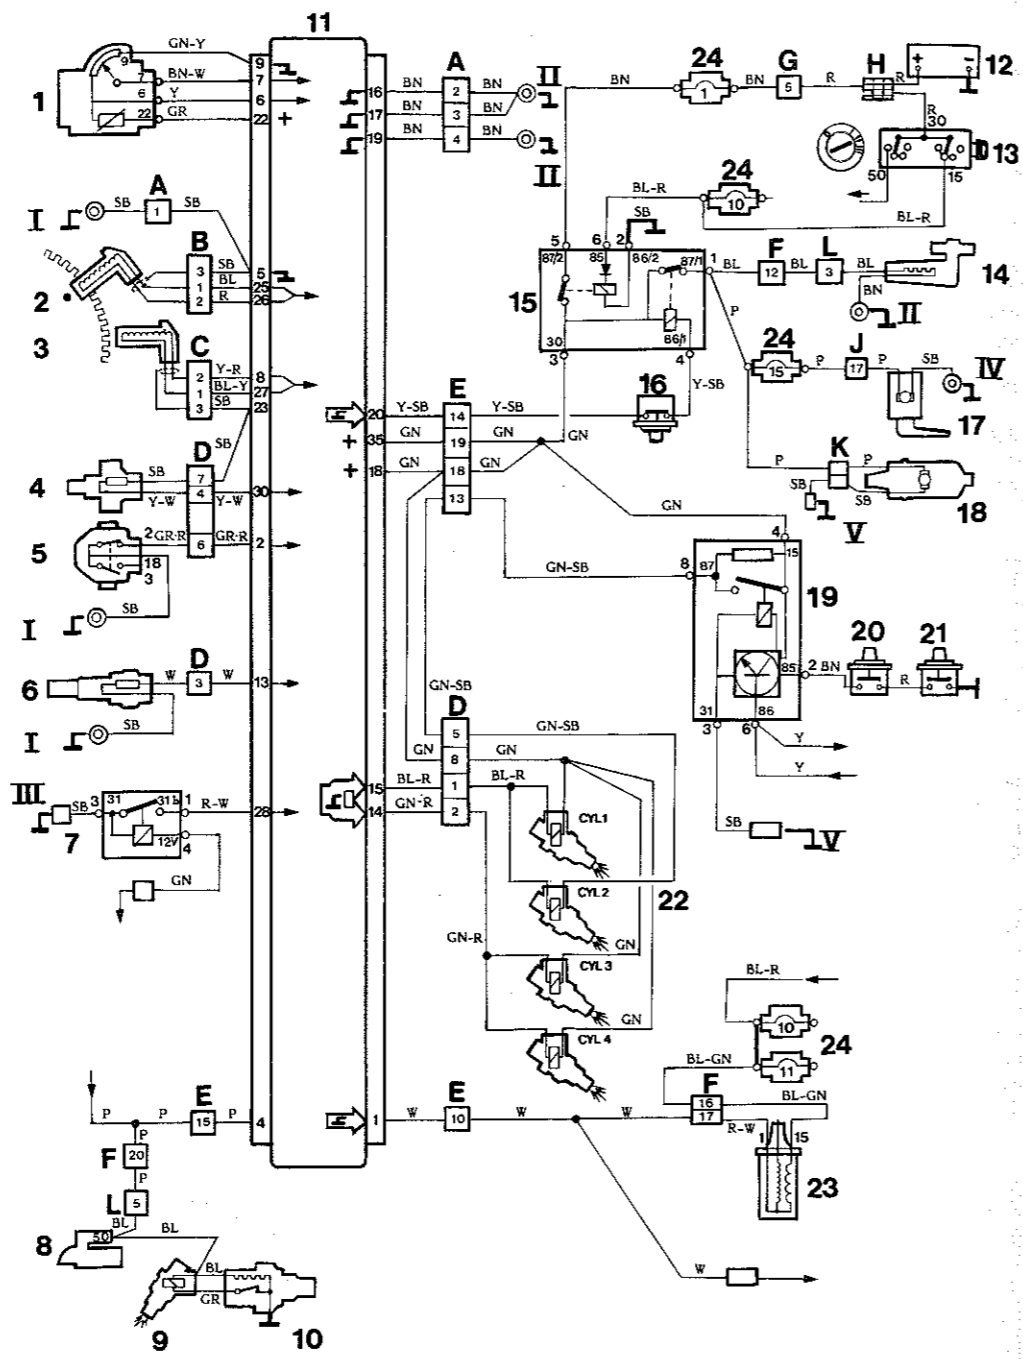 11
GN-Y
9
9
7
BN-W
7
6
Y
6
22
GR
22
+
1
A
I
SB
1
SB
B
3
SB
5
1
BL
25
2
R
26
2
3
C
2
Y-R
8
1
BL-Y
27
3
SB
23
SB
D
4
SB
7
Y-W
4
Y-W
30
5
2
GR-R
6
GR-R
2
18
3
SB
I
D
6
W
3
W
13
SB
I
III
SB
3
31
31b
1
R-W
28
7
12V
4
GN
P
P
E
15
P
4
P
F
20
P
L
5
BL
8
50
BL
BL
GR
9
10
A
16
BN
2
BN
II
17
BN
3
BN
19
BN
4
BN
II
BN
24
1
BN
G
5
R
H
R
+
-
12
R
30
13
50
15
24
BL-R
10
BL-R
SB
5
6
2
87/2
85
86/2
87/1
1
BL
F
12
BL
L
3
BL
14
BN
II
15
30
86/1
3
4
P
24
15
P
J
17
P
SB
IV
17
16
Y-SB
E
20
Y-SB
14
Y-SB
+
35
GN
19
GN
GN
+
18
GN
18
GN
13
P
K
P
SB
SB
V
18
GN
4
GN-SB
8
87
15
19
20
21
85
2
BN
R
31
86
3
6
Y
Y
SB
V
GN-SB
D
5
GN-SB
GN
8
GN
15
BL-R
1
BL-R
14
GN-R
2
CYL1
CYL 2
22
GN-R
GN
CYL 3
GN
CYL 4
BL-R
10
24
BL-GN
11
F
16
BL-GN
E
1
W
10
W
W
17
R-W
1
15
23
W